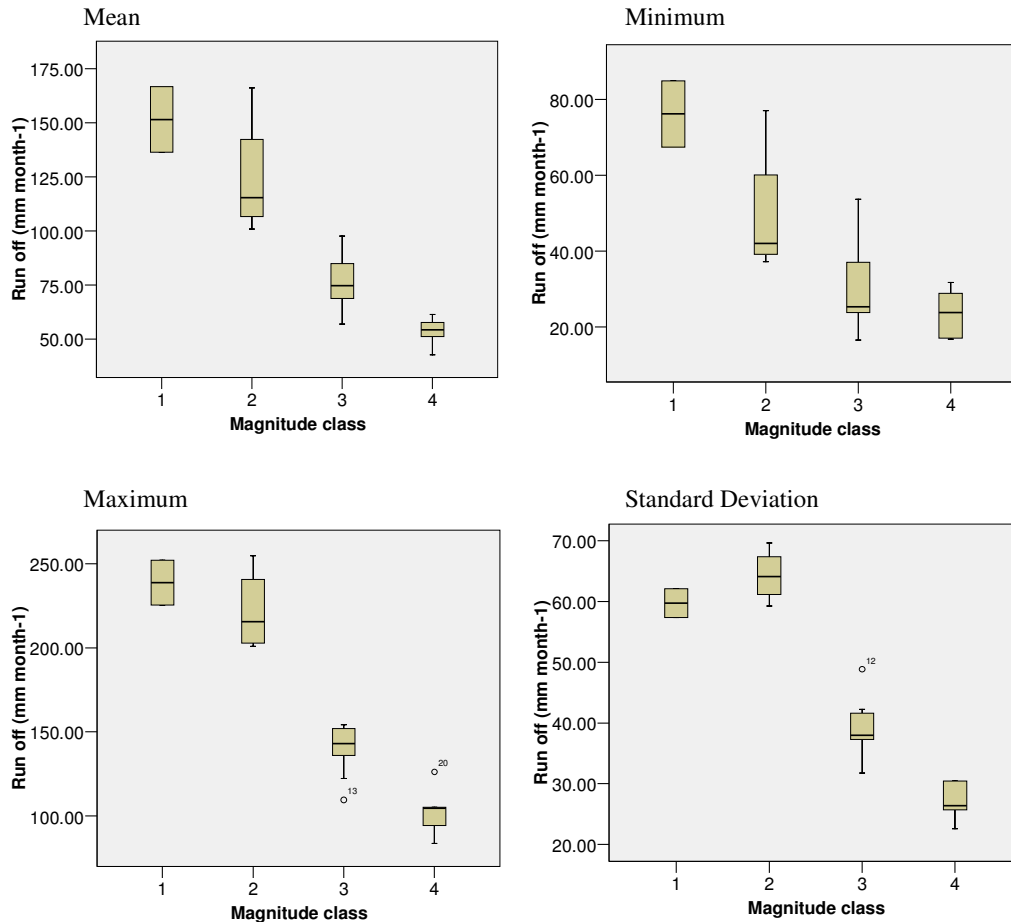 Mean
Run off (mm month-1)
175.00
150.00
125.00
100.00
75.00
50.00
1 2 3 4
Magnitude class
Minimum
Run off (mm month-1)
80.00
60.00
40.00
20.00
1 2 3 4
Magnitude class
Maximum
Run off (mm month-1)
250.00
200.00
150.00
100.00
13
20
1 2 3 4
Magnitude class
Standard Deviation
Run off (mm month-1)
70.00
60.00
50.00
40.00
30.00
20.00
12
1 2 3 4
Magnitude class